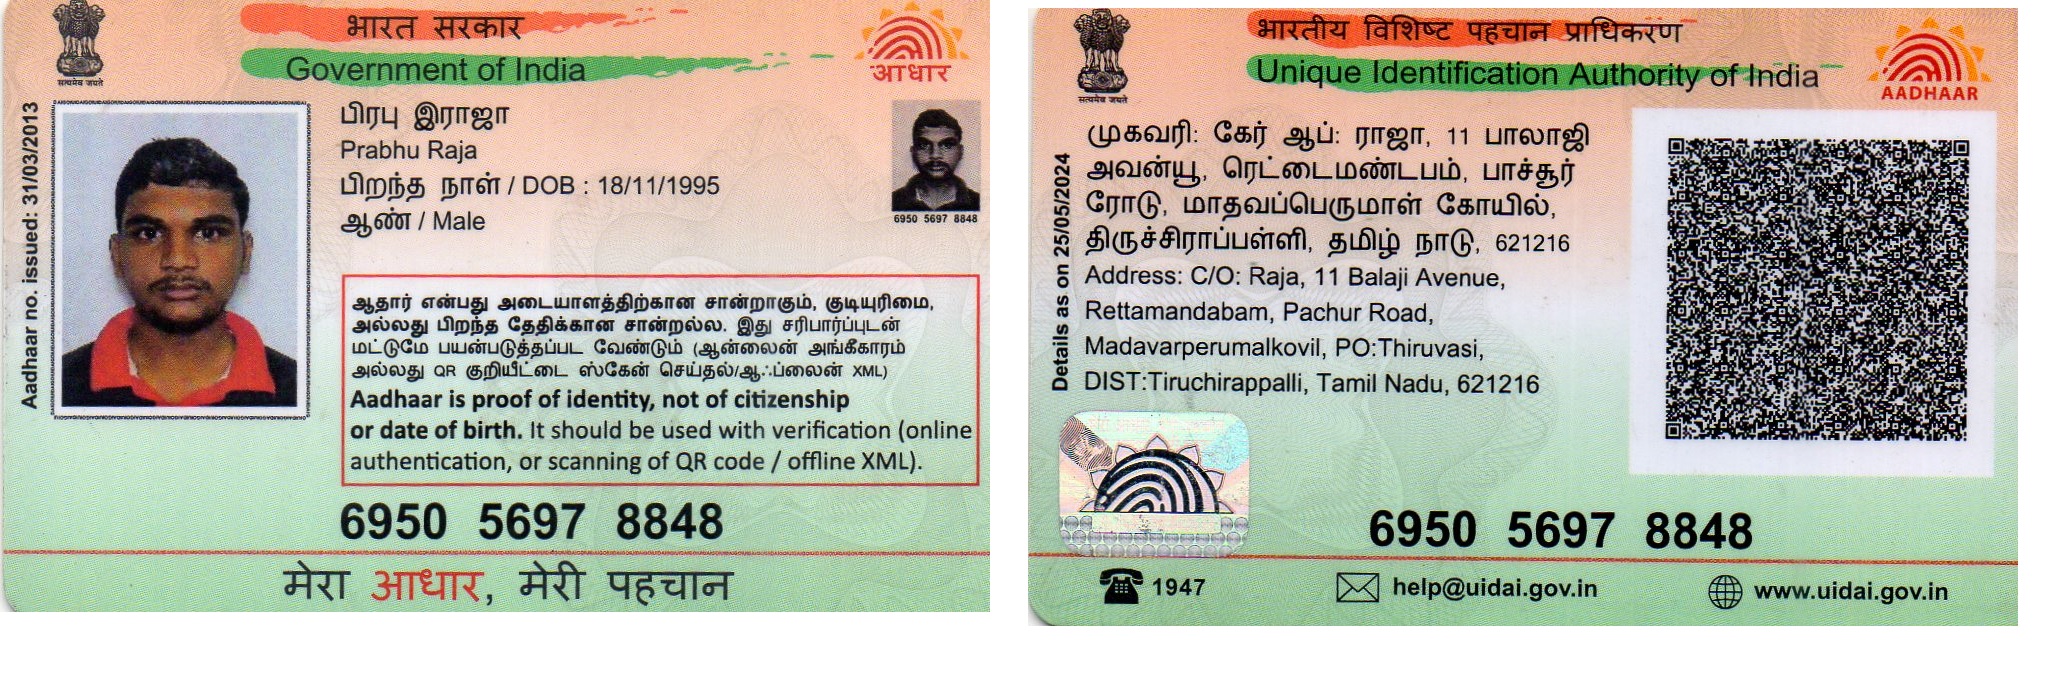 सत्यमेव जयते
भारत सरकार
Government of India
आधार
Aadhaar no. issued: 31/03/2013
பிரபு இராஜா
Prabhu Raja
பிறந்த நாள் / DOB : 18/11/1995
ஆண் / Male
6950 5697 8848
ஆதார் என்பது அடையாளத்திற்கான சான்றாகும், குடியுரிமை,
அல்லது பிறந்த தேதிக்கான சான்றல்ல. இது சரிபார்ப்புடன்
மட்டுமே பயன்படுத்தப்பட வேண்டும் (ஆன்லைன் அங்கீகாரம்
அல்லது QR குறியீட்டை ஸ்கேன் செய்தல்/ஆஃப்லைன் XML)
Aadhaar is proof of identity, not of citizenship
or date of birth. It should be used with verification (online
authentication, or scanning of QR code / offline XML).
6950 5697 8848
मेरा आधार, मेरी पहचान
सत्यमेव जयते
भारतीय विशिष्ट पहचान प्राधिकरण
Unique Identification Authority of India
AADHAAR
Details as on 25/05/2024
முகவரி: கேர் ஆப்: ராஜா, 11 பாலாஜி
அவன்யூ, ரெட்டைமண்டபம், பாச்சூர்
ரோடு, மாதவப்பெருமாள் கோயில்,
திருச்சிராப்பள்ளி, தமிழ் நாடு, 621216
Address: C/O: Raja, 11 Balaji Avenue,
Rettamandabam, Pachur Road,
Madavarperumalkovil, PO:Thiruvasi,
DIST:Tiruchirappalli, Tamil Nadu, 621216
6950 5697 8848
1947
help@uidai.gov.in
www.uidai.gov.in